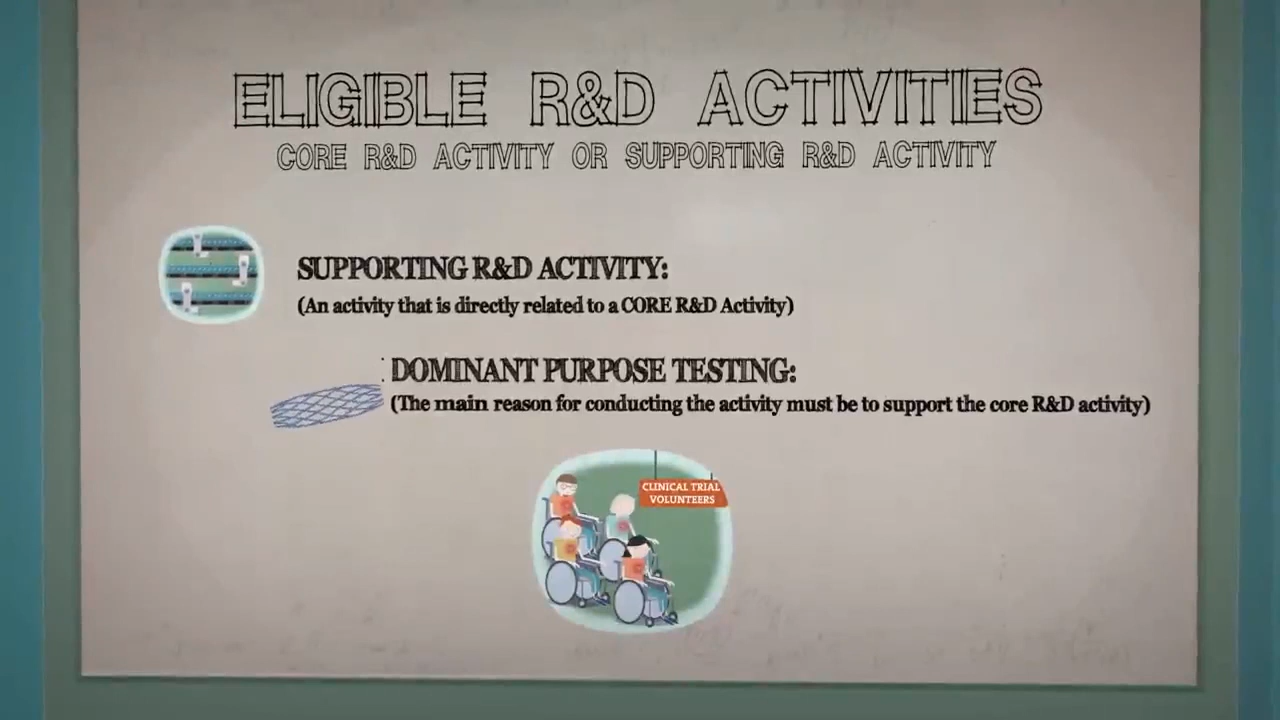 ELIGIBLE R&D ACTIVITIES
CORE R&D ACTIVITY OR SUPPORTING R&D ACTIVITY
SUPPORTING R&D ACTIVITY:
(An activity that is directly related to a CORE R&D Activity)
DOMINANT PURPOSE TESTING:
(The main reason for conducting the activity must be to support the core R&D activity)
CLINICAL TRIAL
VOLUNTEERS